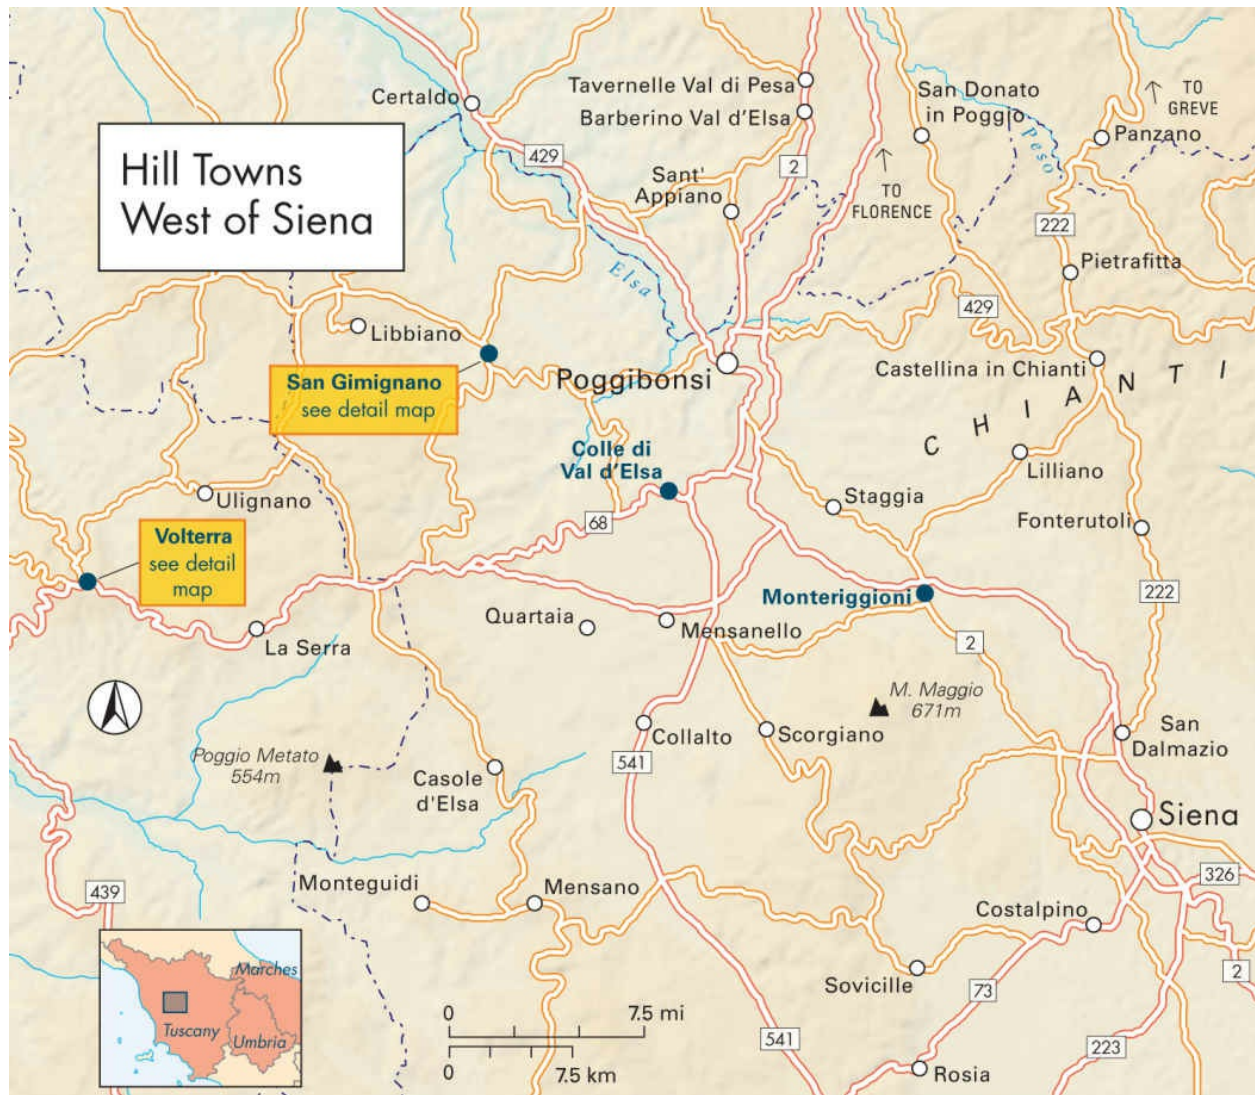 Hill Towns
West of Siena
Certaldo
Tavernelle Val di Pesa
Barberino Val d'Elsa
San Donato
in Poggio
TO
GREVE
Panzano
Peso
429
2
Sant'
Appiano
TO
FLORENCE
222
Pietrafitta
Elsa
429
Libbiano
San Gimignano
see detail map
Poggibonsi
Castellina in Chianti
CHIANTI
Colle di
Val d'Elsa
Lilliano
Ulignano
Staggia
Fonterutoli
68
Volterra
see detail
map
Monteriggioni
222
Quartaia
Mensanello
La Serra
2
M. Maggio
671m
Collalto
Scorgiano
San
Dalmazio
Poggio Metato
554m
541
Casole
d'Elsa
Siena
439
Monteguidi
Mensano
326
Costalpino
Marches
Tuscany
Umbria
Sovicille
73
2
0
7.5 mi
541
223
0
7.5 km
Rosia